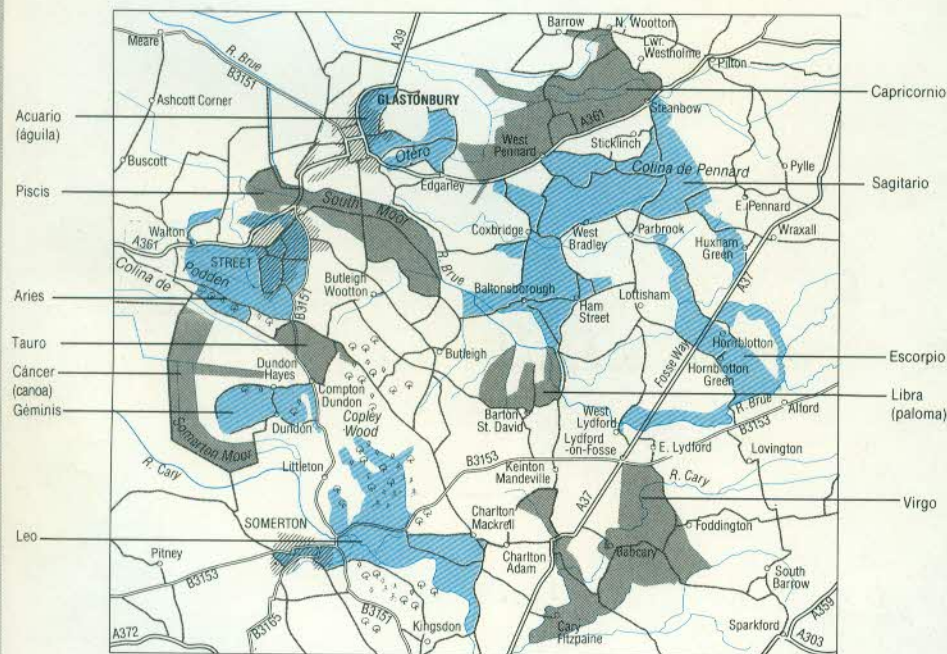 Barrow
N. Wootton
Meare
A39
Lwr.
Westholme
R. Brue
Pilton
B3151
Ashcott Corner
GLASTONBURY
Capricornio
Acuario
(águila)
Steanbow
A361
West
Pennard
Sticklinch
Otero
Buscott
Edgarley
Colina de Pennard
Pylle
Piscis
Sagitario
South Moor
E. Pennard
Walton
Coxbridge
West
Bradley
Parbrook
Wraxall
A361
STREET
Huxham
Green
R. Brue
Colina de
Polden
Butleigh
Wootton
Baltonsborough
Ham
Street
Lottisham
A37
Aries
B3151
Hornblotton
Tauro
Dundon
Hayes
Butleigh
Fosse Way
Hornblotton
Green
Escorpio
Cáncer
(canoa)
Compton
Dundon
Libra
(paloma)
Géminis
Dundon
Copley
Wood
Barton
St. David
West
Lydford
R. Brue
Alford
B3153
Somerton Moor
Lydford
-on-Fosse
E. Lydford
Lovington
R. Cary
Littleton
B3153
Keinton
Mandeville
R. Cary
A37
Virgo
SOMERTON
Charlton
Mackrell
Foddington
Leo
Pitney
Charlton
Adam
Babcary
South
Barrow
B3153
B3151
Cary
Fitzpaine
A359
A372
B3165
Kingsdon
Sparkford
A303